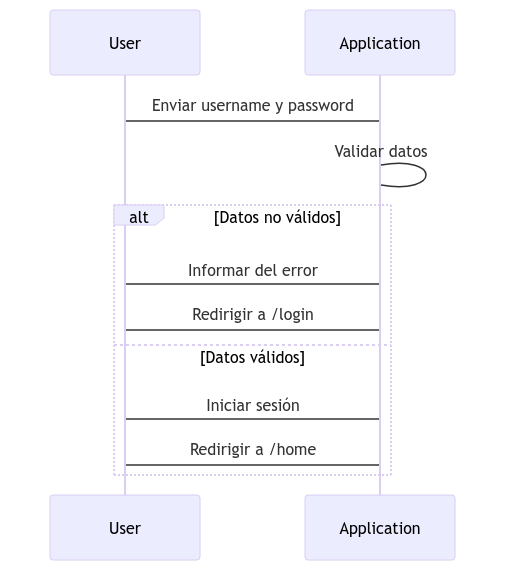 User
Application
Enviar username y password
Validar datos
alt
[Datos no válidos]
Informar del error
Redirigir a /login
[Datos válidos]
Iniciar sesión
Redirigir a /home
User
Application